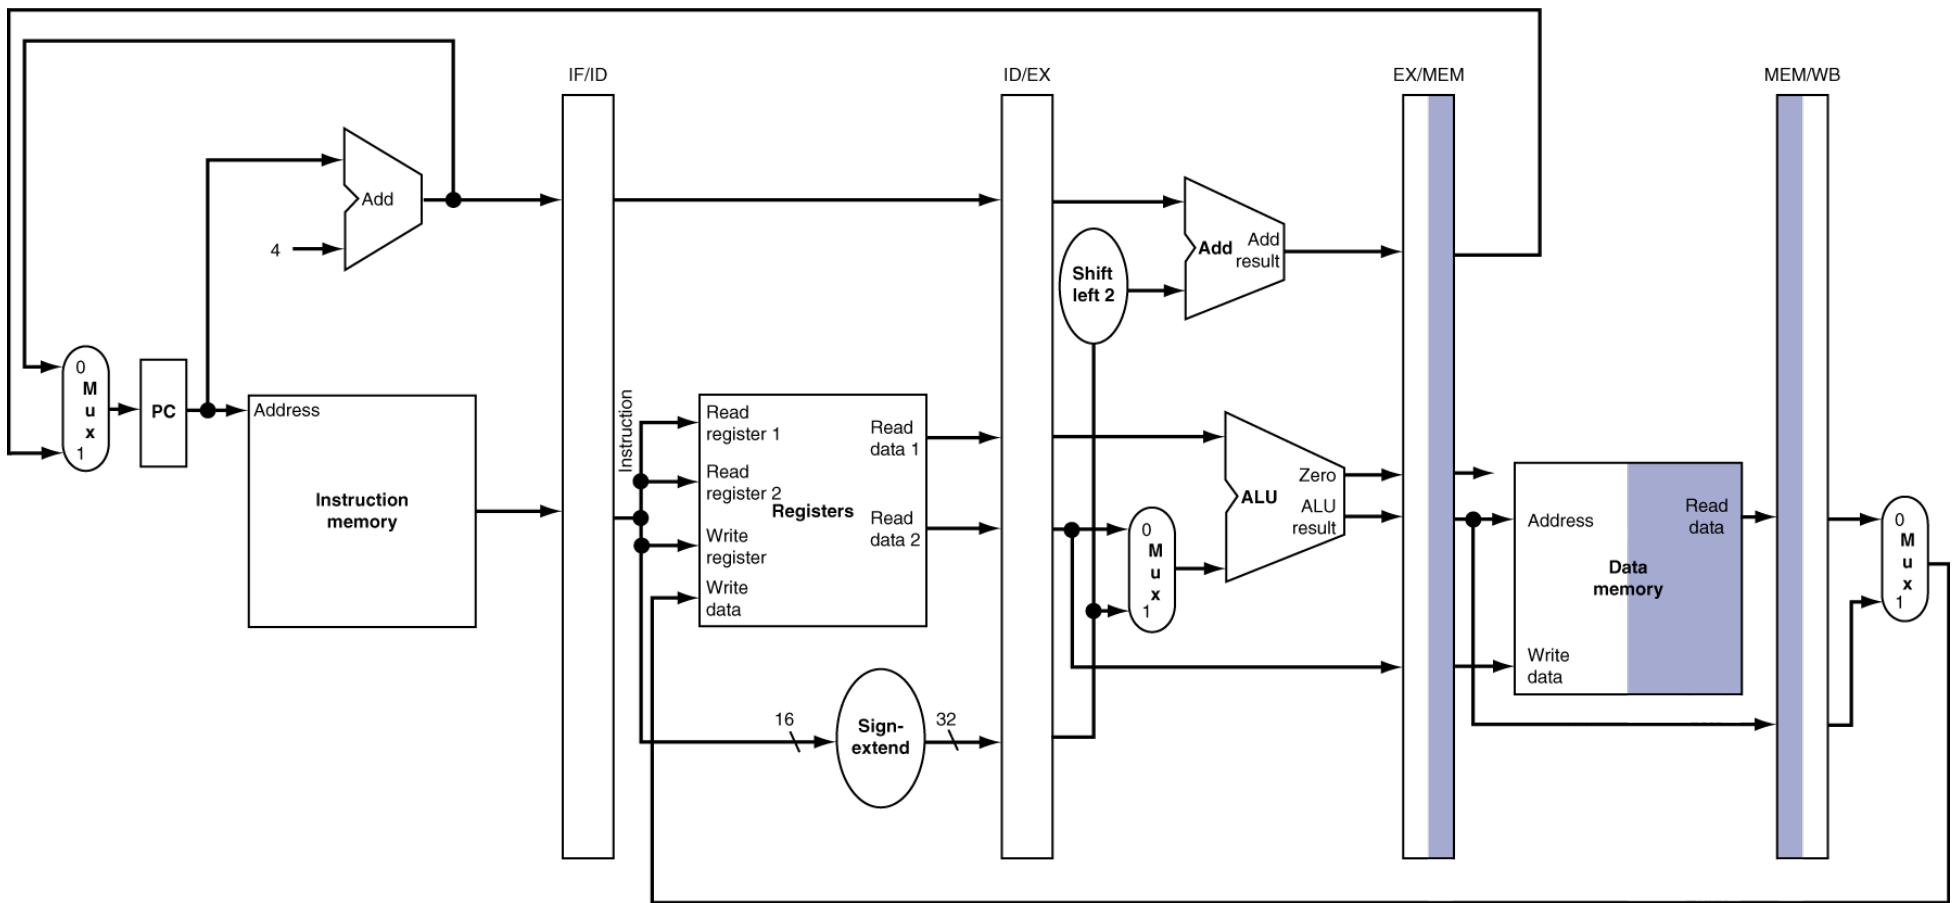 IF/ID
ID/EX
EX/MEM
MEM/WB
Add
4
Add
Add
result
Shift
left 2
0
M
u
x
1
PC
Address
Instruction
memory
Instruction
Read
register 1
Read
register 2
Write
register
Write
data
Registers
Read
data 1
Read
data 2
16
Sign-
extend
32
0
M
u
x
1
ALU
Zero
ALU
result
Address
Read
data
Data
memory
Write
data
0
M
u
x
1